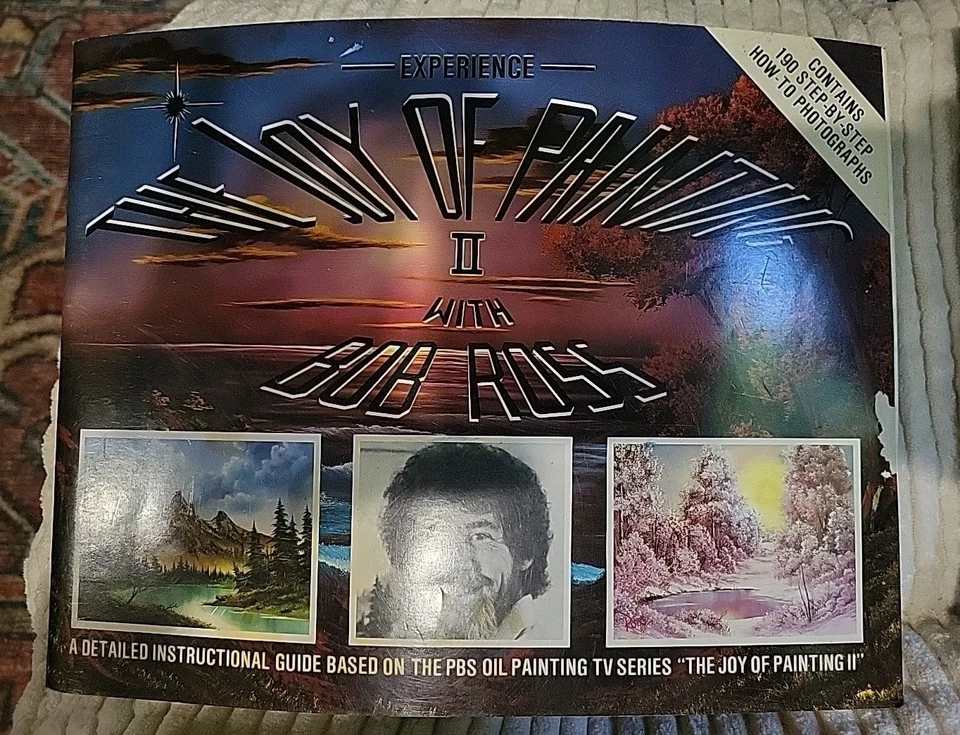 EXPERIENCE
THE JOY OF PAINTING
II
WITH
BOB ROSS
CONTAINS
190 STEP-BY-STEP
HOW-TO PHOTOGRAPHS
Ross
A DETAILED INSTRUCTIONAL GUIDE BASED ON THE PBS OIL PAINTING TV SERIES "THE JOY OF PAINTING II"